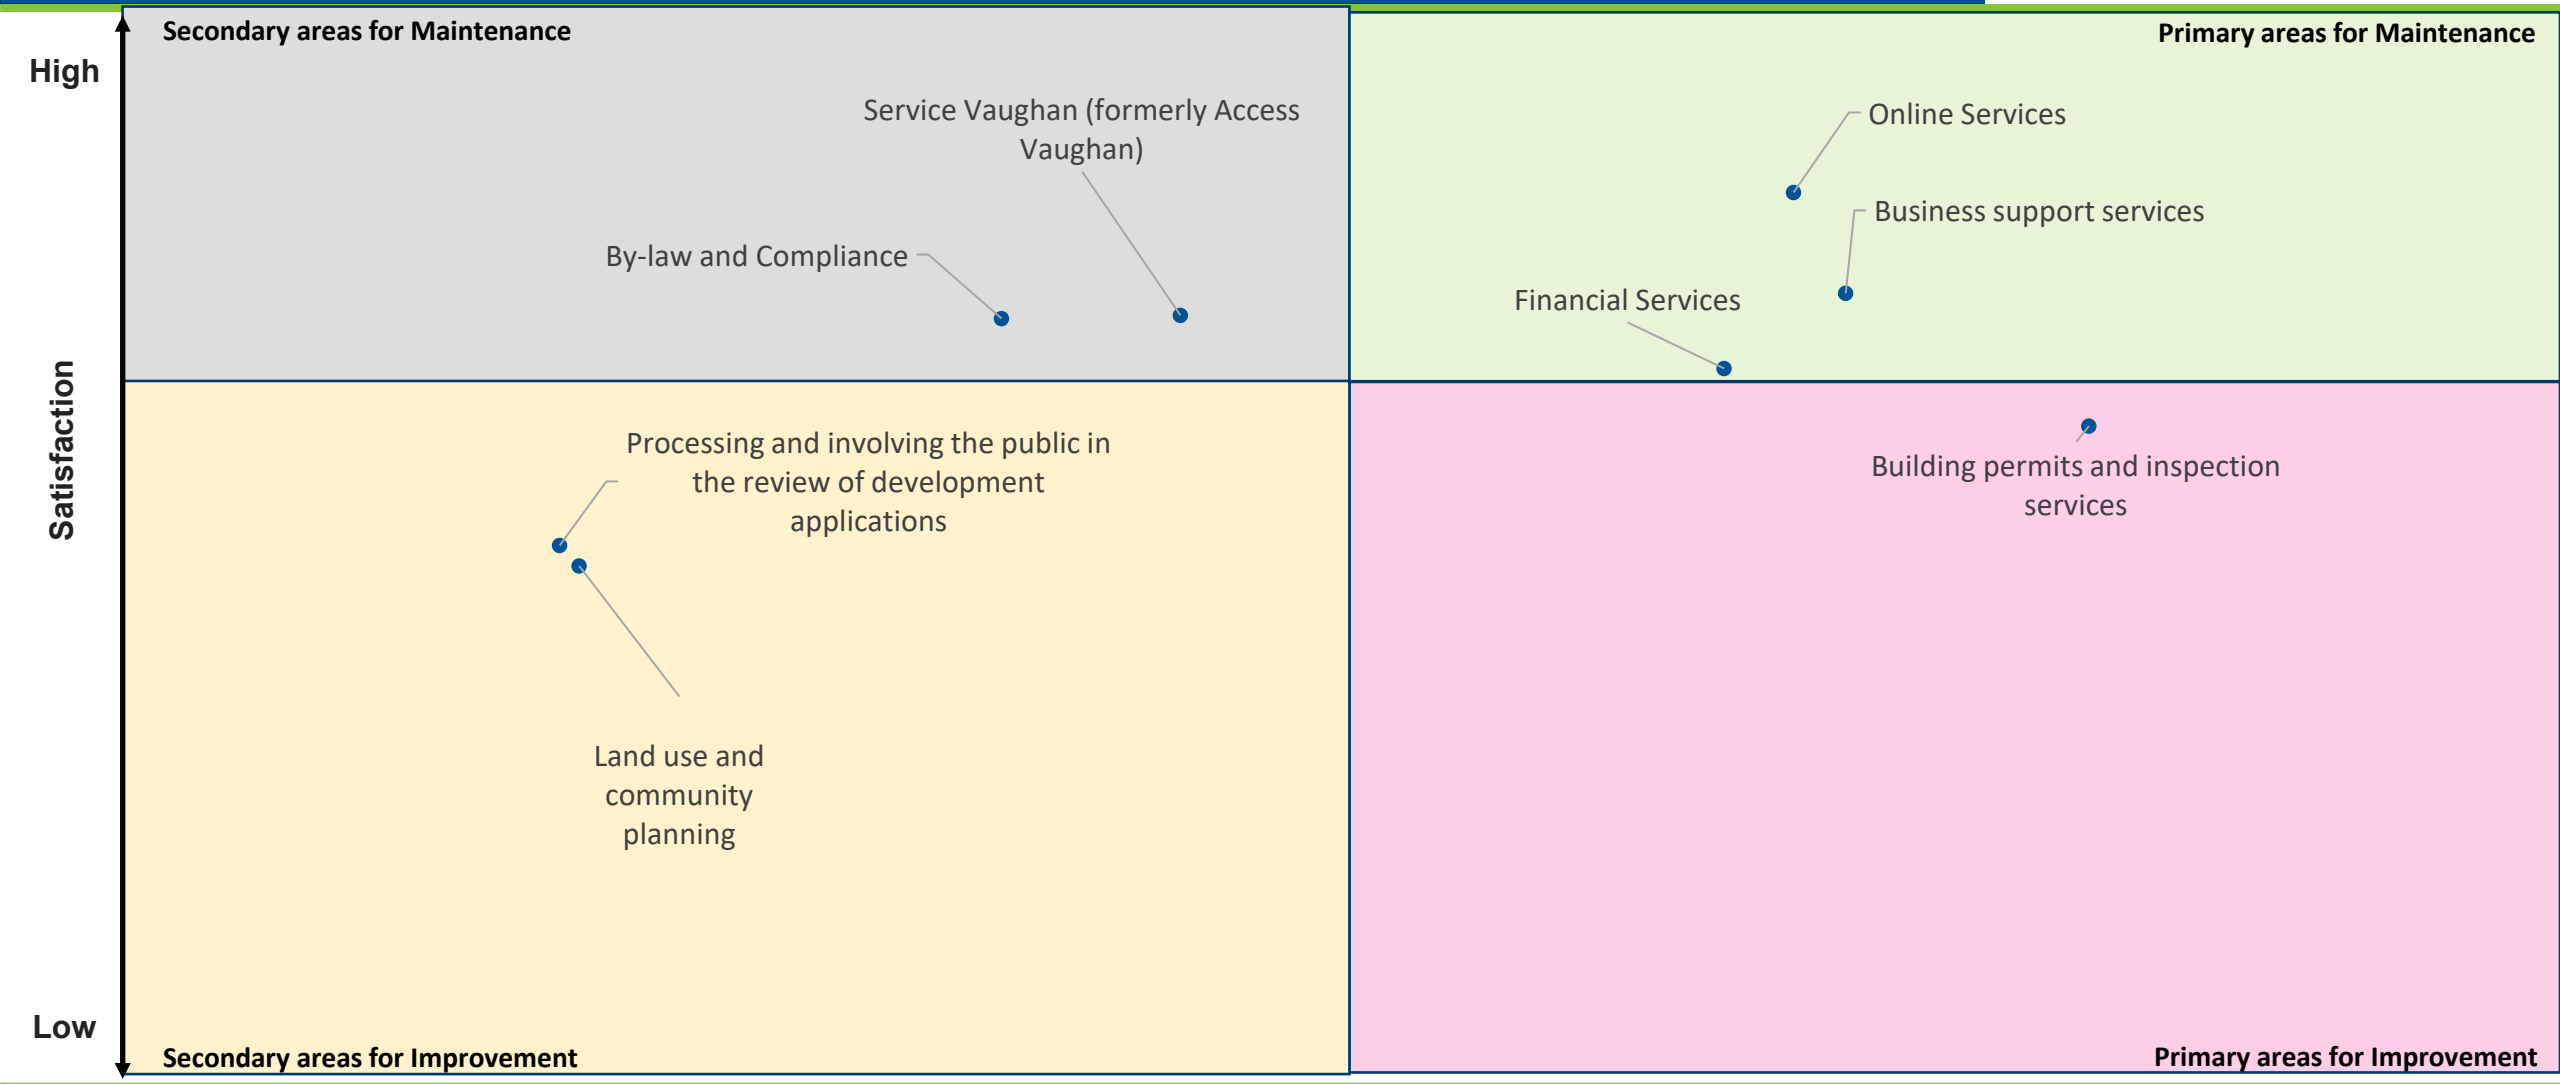 Secondary areas for Maintenance
Primary areas for Maintenance
High
Service Vaughan (formerly Access
Vaughan)
Online Services
Business support services
By-law and Compliance
Financial Services
Satisfaction
Processing and involving the public in
the review of development
applications
Building permits and inspection
services
Land use and
community
planning
Low
Secondary areas for Improvement
Primary areas for Improvement